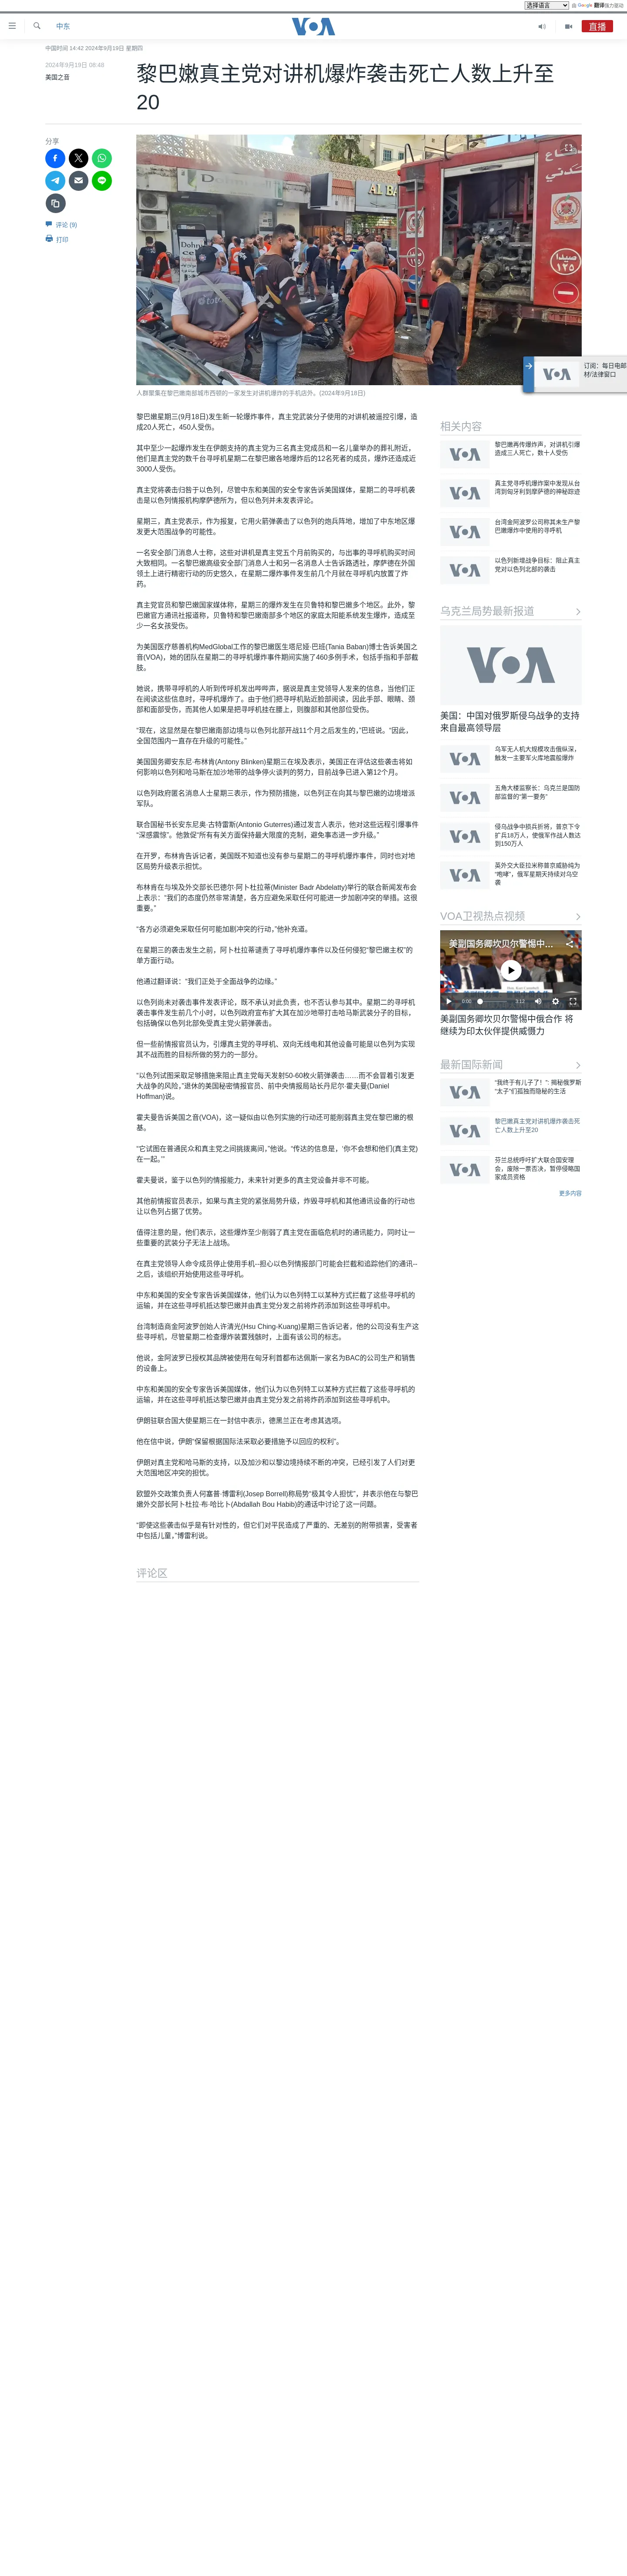 选择语言
由 Google 翻译强力驱动
中东
VOA
直播
中国时间 14:42 2024年9月19日 星期四
2024年9月19日 08:48
美国之音
黎巴嫩真主党对讲机爆炸袭击死亡人数上升至
20
分享
评论 (9)
打印
人群聚集在黎巴嫩南部城市西顿的一家发生对讲机爆炸的手机店外。(2024年9月18日)
订阅：每日电邮
材/法律窗口
黎巴嫩星期三(9月18日)发生新一轮爆炸事件，真主党武装分子使用的对讲机被遥控引爆，造
成20人死亡，450人受伤。
其中至少一起爆炸发生在伊朗支持的真主党为三名真主党成员和一名儿童举办的葬礼附近，
他们是真主党的数千台寻呼机星期二在黎巴嫩各地爆炸后的12名死者的成员，爆炸还造成近
3000人受伤。
真主党将袭击归咎于以色列，尽管中东和美国的安全专家告诉美国媒体，星期二的寻呼机袭
击是以色列情报机构摩萨德所为，但以色列并未发表评论。
星期三，真主党表示，作为报复，它用火箭弹袭击了以色列的炮兵阵地，增加了中东地区爆
发更大范围战争的可能性。
一名安全部门消息人士称，这些对讲机是真主党五个月前购买的，与出事的寻呼机购买时间
大致相同。一名黎巴嫩高级安全部门消息人士和另一名消息人士告诉路透社，摩萨德在外国
领土上进行精密行动的历史悠久，在星期二爆炸事件发生前几个月就在寻呼机内放置了炸
药。
真主党官员和黎巴嫩国家媒体称，星期三的爆炸发生在贝鲁特和黎巴嫩多个地区。此外，黎
巴嫩官方通讯社报道称，贝鲁特和黎巴嫩南部多个地区的家庭太阳能系统发生爆炸，造成至
少一名女孩受伤。
为美国医疗慈善机构MedGlobal工作的黎巴嫩医生塔尼娅·巴班(Tania Baban)博士告诉美国之
音(VOA)，她的团队在星期二的寻呼机爆炸事件期间实施了460多例手术，包括手指和手部截
肢。
她说，携带寻呼机的人听到传呼机发出哔哔声，据说是真主党领导人发来的信息，当他们正
在阅读这些信息时，寻呼机爆炸了。由于他们把寻呼机贴近脸部阅读，因此手部、眼睛、颈
部和面部受伤，而其他人如果是把寻呼机挂在腰上，则腹部和其他部位受伤。
“现在，这显然是在黎巴嫩南部边境与以色列北部开战11个月之后发生的，”巴班说。“因此，
全国范围内一直存在升级的可能性。”
美国国务卿安东尼·布林肯(Antony Blinken)星期三在埃及表示，美国正在评估这些袭击将如
何影响以色列和哈马斯在加沙地带的战争停火谈判的努力，目前战争已进入第12个月。
以色列政府匿名消息人士星期三表示，作为预防措施，以色列正在向其与黎巴嫩的边境增派
军队。
联合国秘书长安东尼奥·古特雷斯(Antonio Guterres)通过发言人表示，他对这些远程引爆事件
“深感震惊”。他敦促“所有有关方面保持最大限度的克制，避免事态进一步升级。”
在开罗，布林肯告诉记者，美国既不知道也没有参与星期二的寻呼机爆炸事件，同时也对地
区局势升级表示担忧。
布林肯在与埃及外交部长巴德尔·阿卜杜拉蒂(Minister Badr Abdelaty)举行的联合新闻发布会
上表示：“我们的态度仍然非常清楚，各方应避免采取任何可能进一步加剧冲突的举措。这很
重要。”
“各方必须避免采取任何可能加剧冲突的行动，”他补充道。
在星期三的袭击发生之前，阿卜杜拉蒂谴责了寻呼机爆炸事件以及任何侵犯“黎巴嫩主权”的
单方面行动。
他通过翻译说：“我们正处于全面战争的边缘。”
以色列尚未对袭击事件发表评论，既不承认对此负责，也不否认参与其中。星期二的寻呼机
袭击事件发生前几个小时，以色列政府宣布扩大其在加沙地带打击哈马斯武装分子的目标，
包括确保以色列北部免受真主党火箭弹袭击。
但一些前情报官员认为，引爆真主党的寻呼机、双向无线电和其他设备可能是以色列为实现
其不战而胜的目标所做的努力的一部分。
“以色列试图采取足够措施来阻止真主党每天发射50-60枚火箭弹袭击……而不会冒着引发更
大战争的风险，”退休的美国秘密情报官员、前中央情报局站长丹尼尔·霍夫曼(Daniel
Hoffman)说。
霍夫曼告诉美国之音(VOA)，这一疑似由以色列实施的行动还可能削弱真主党在黎巴嫩的根
基。
“它试图在普通民众和真主党之间挑拨离间，”他说。“传达的信息是，‘你不会想和他们(真主党)
在一起。’”
霍夫曼说，鉴于以色列的情报能力，未来针对更多的真主党设备并非不可能。
其他前情报官员表示，如果与真主党的紧张局势升级，炸毁寻呼机和其他通讯设备的行动也
让以色列占据了优势。
值得注意的是，他们表示，这些爆炸至少削弱了真主党在面临危机时的通讯能力，同时让一
些重要的武装分子无法上战场。
在真主党领导人命令成员停止使用手机--担心以色列情报部门可能会拦截和追踪他们的通讯--
之后，该组织开始使用这些寻呼机。
中东和美国的安全专家告诉美国媒体，他们认为以色列特工以某种方式拦截了这些寻呼机的
运输，并在这些寻呼机抵达黎巴嫩并由真主党分发之前将炸药添加到这些寻呼机中。
台湾制造商金阿波罗创始人许清光(Hsu Ching-Kuang)星期三告诉记者，他的公司没有生产这
些寻呼机，尽管星期二检查爆炸装置残骸时，上面有该公司的标志。
他说，金阿波罗已授权其品牌被使用在匈牙利首都布达佩斯一家名为BAC的公司生产和销售
的设备上。
中东和美国的安全专家告诉美国媒体，他们认为以色列特工以某种方式拦截了这些寻呼机的
运输，并在这些寻呼机抵达黎巴嫩并由真主党分发之前将炸药添加到这些寻呼机中。
伊朗驻联合国大使星期三在一封信中表示，德黑兰正在考虑其选项。
他在信中说，伊朗“保留根据国际法采取必要措施予以回应的权利”。
伊朗对真主党和哈马斯的支持，以及加沙和以黎边境持续不断的冲突，已经引发了人们对更
大范围地区冲突的担忧。
欧盟外交政策负责人何塞普·博雷利(Josep Borrell)称局势“极其令人担忧”，并表示他在与黎巴
嫩外交部长阿卜杜拉·布·哈比卜(Abdallah Bou Habib)的通话中讨论了这一问题。
“即使这些袭击似乎是有针对性的，但它们对平民造成了严重的、无差别的附带损害，受害者
中包括儿童，”博雷利说。
评论区
相关内容
黎巴嫩再传爆炸声，对讲机引爆
造成三人死亡，数十人受伤
真主党寻呼机爆炸案中发现从台
湾到匈牙利到摩萨德的神秘踪迹
台湾金阿波罗公司称其未生产黎
巴嫩爆炸中使用的寻呼机
以色列新增战争目标：阻止真主
党对以色列北部的袭击
乌克兰局势最新报道
美国：中国对俄罗斯侵乌战争的支持
来自最高领导层
乌军无人机大规模攻击俄纵深，
触发一主要军火库地震般爆炸
五角大楼监察长：乌克兰是国防
部监督的“第一要务”
侵乌战争中损兵折将，普京下令
扩兵18万人，使俄军作战人数达
到150万人
英外交大臣拉米称普京威胁纯为
“咆哮”，俄军星期天持续对乌空
袭
VOA卫视热点视频
美副国务卿坎贝尔警惕中…
0:00
3:12
美副国务卿坎贝尔警惕中俄合作 将
继续为印太伙伴提供威慑力
最新国际新闻
“我终于有儿子了！”: 揭秘俄罗斯
“太子”们孤独而隐秘的生活
黎巴嫩真主党对讲机爆炸袭击死
亡人数上升至20
芬兰总统呼吁扩大联合国安理
会，废除一票否决，暂停侵略国
家成员资格
更多内容